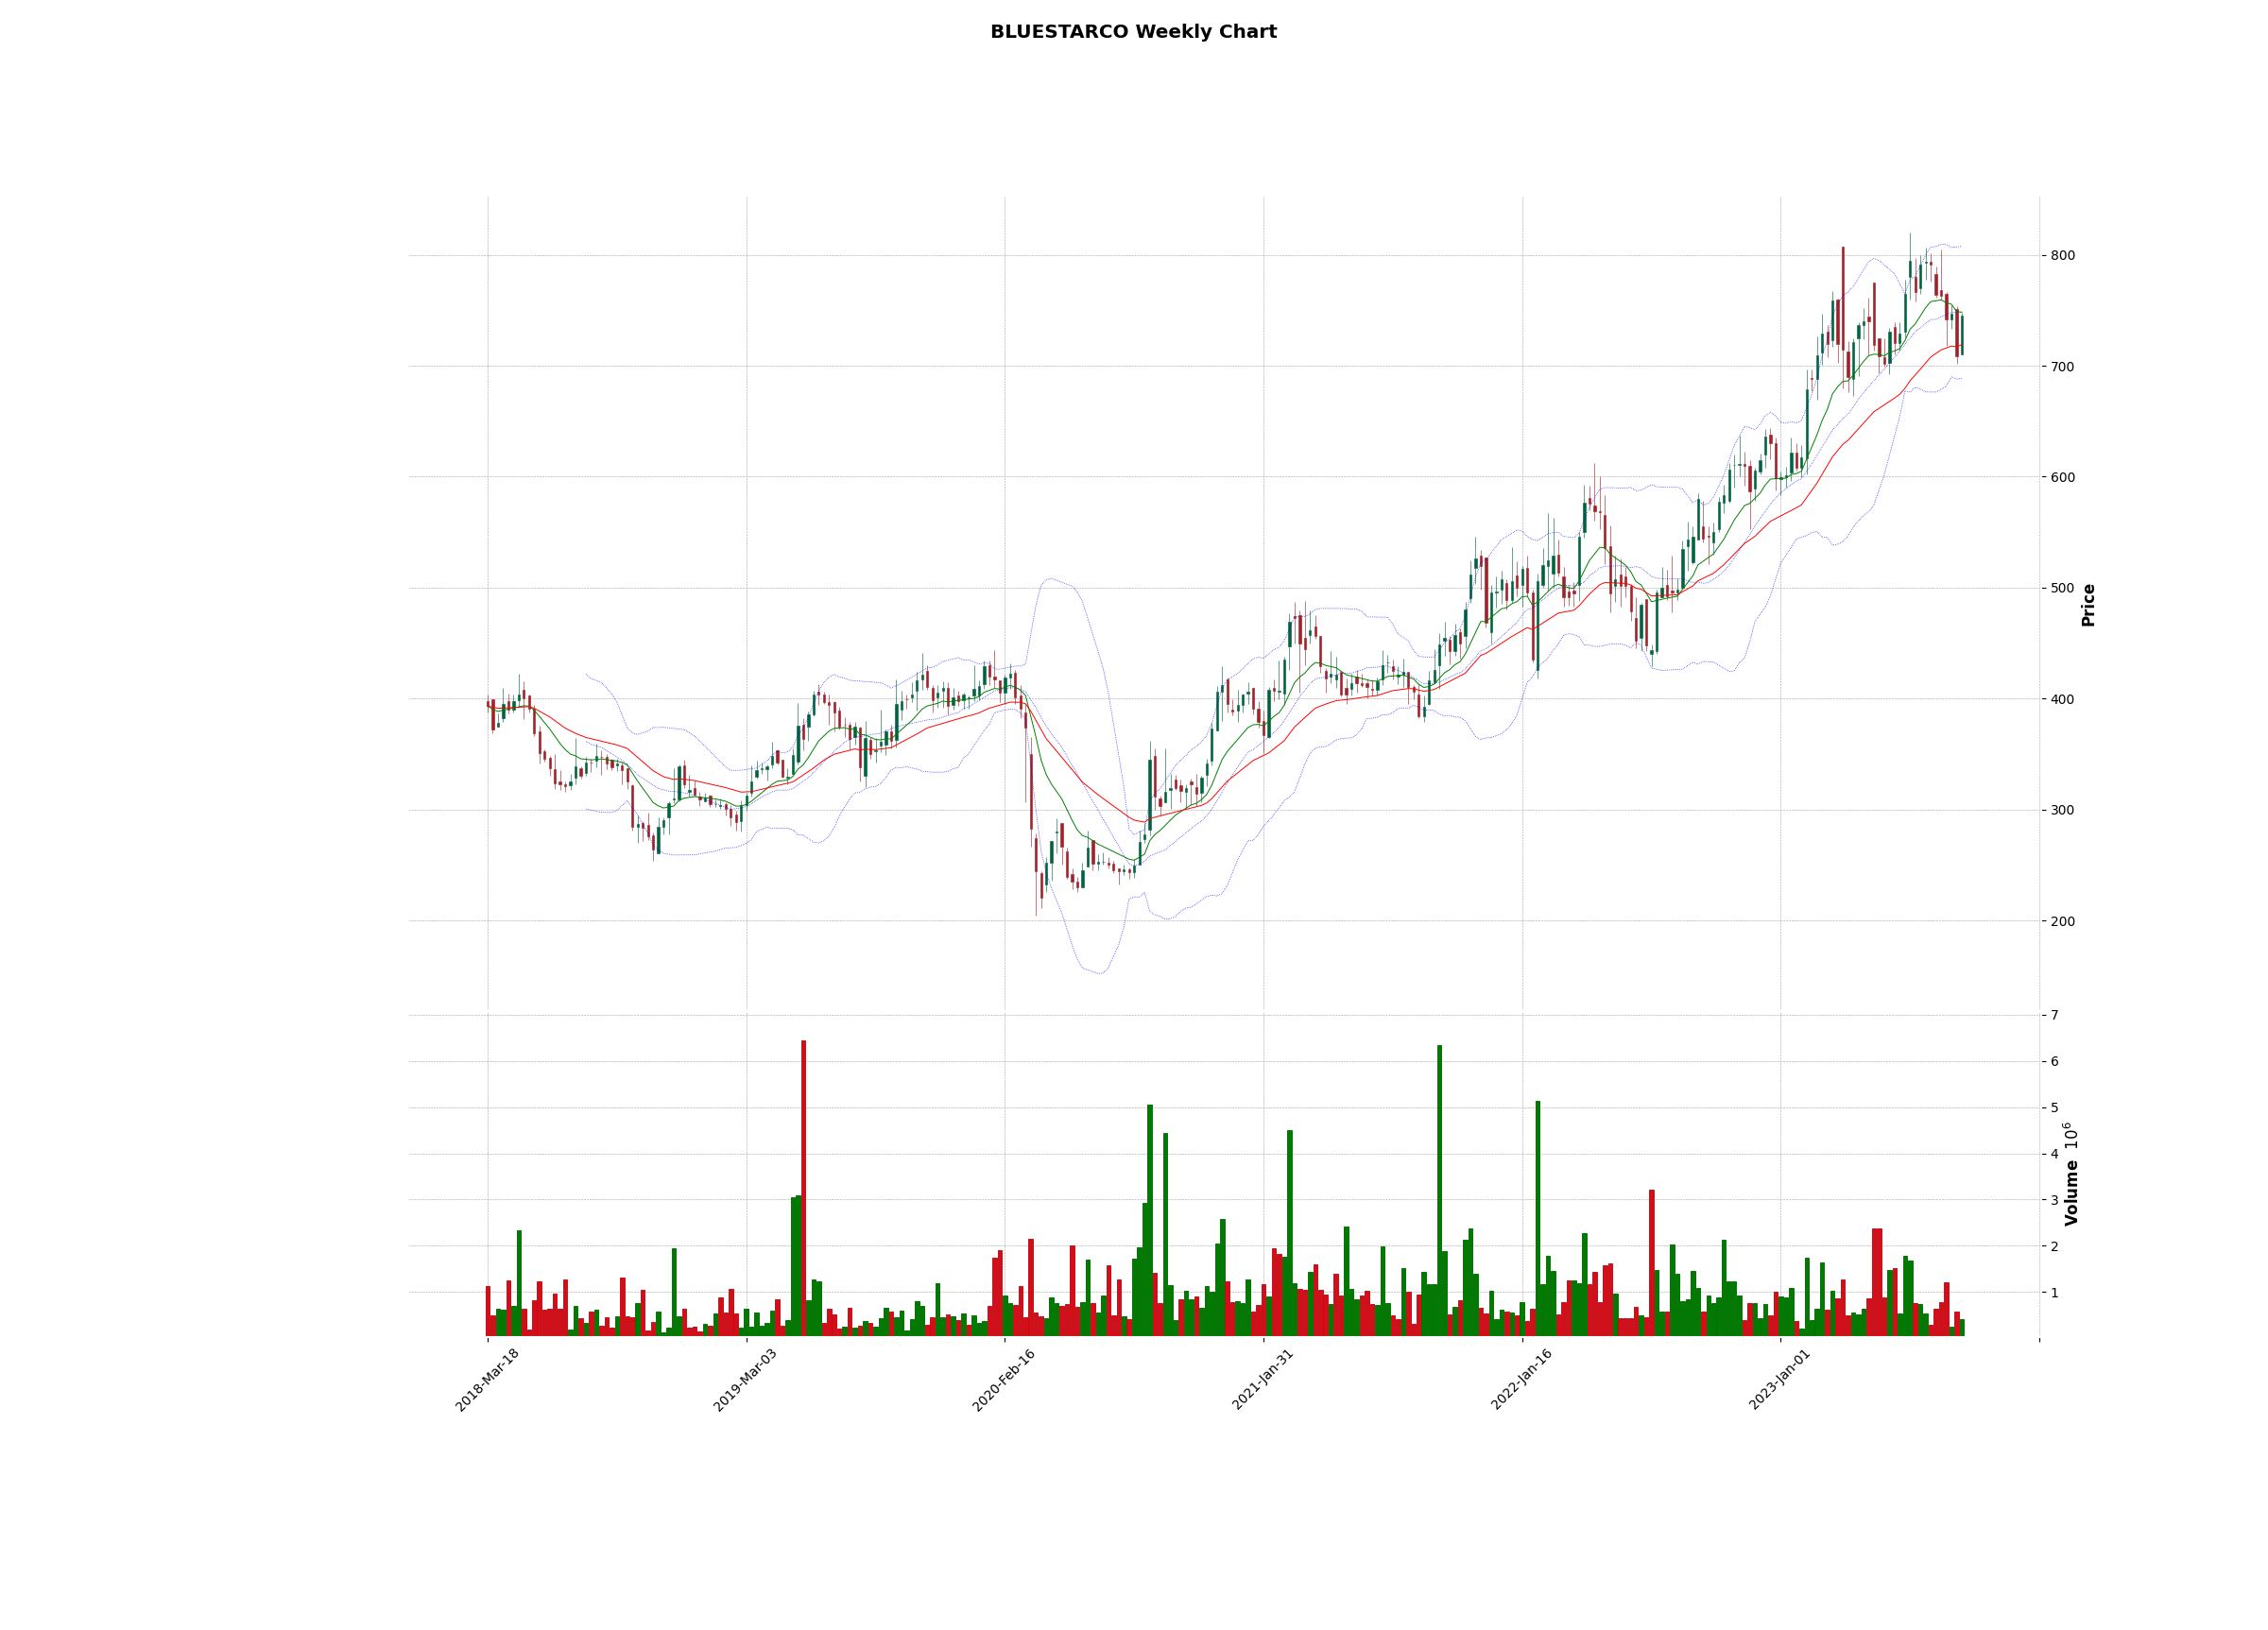 BLUESTARCO Weekly Chart
800
700
600
500
400
300
200
Price
7
6
5
4
3
2
1
Volume 10^6
2018-Mar-18
2019-Mar-03
2020-Feb-16
2021-Jan-31
2022-Jan-16
2023-Jan-01